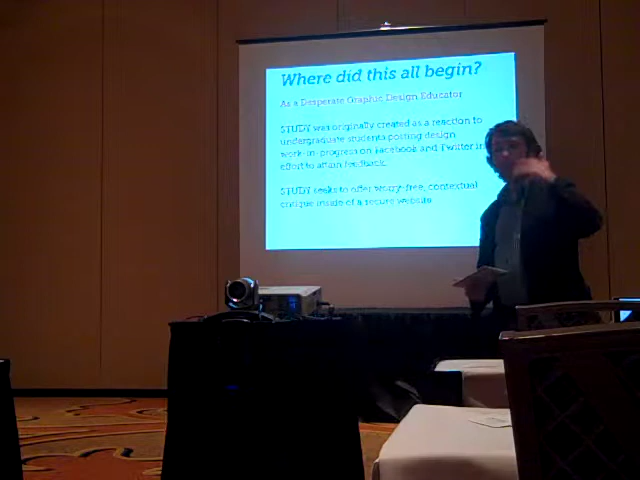 Where did this all begin?
As a Desperate Graphic Design Educator
STUDY was originally created as a reaction to
undergraduate students posting design
work-in-progress on Facebook and Twitter in
effort to attain feedback.
STUDY seeks to offer worry-free, contextual
critique inside of a secure website.